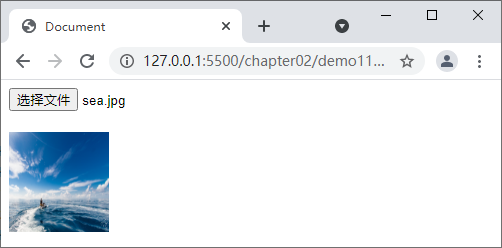 Document
127.0.0.1:5500/chapter02/demo11...
选择文件 sea.jpg